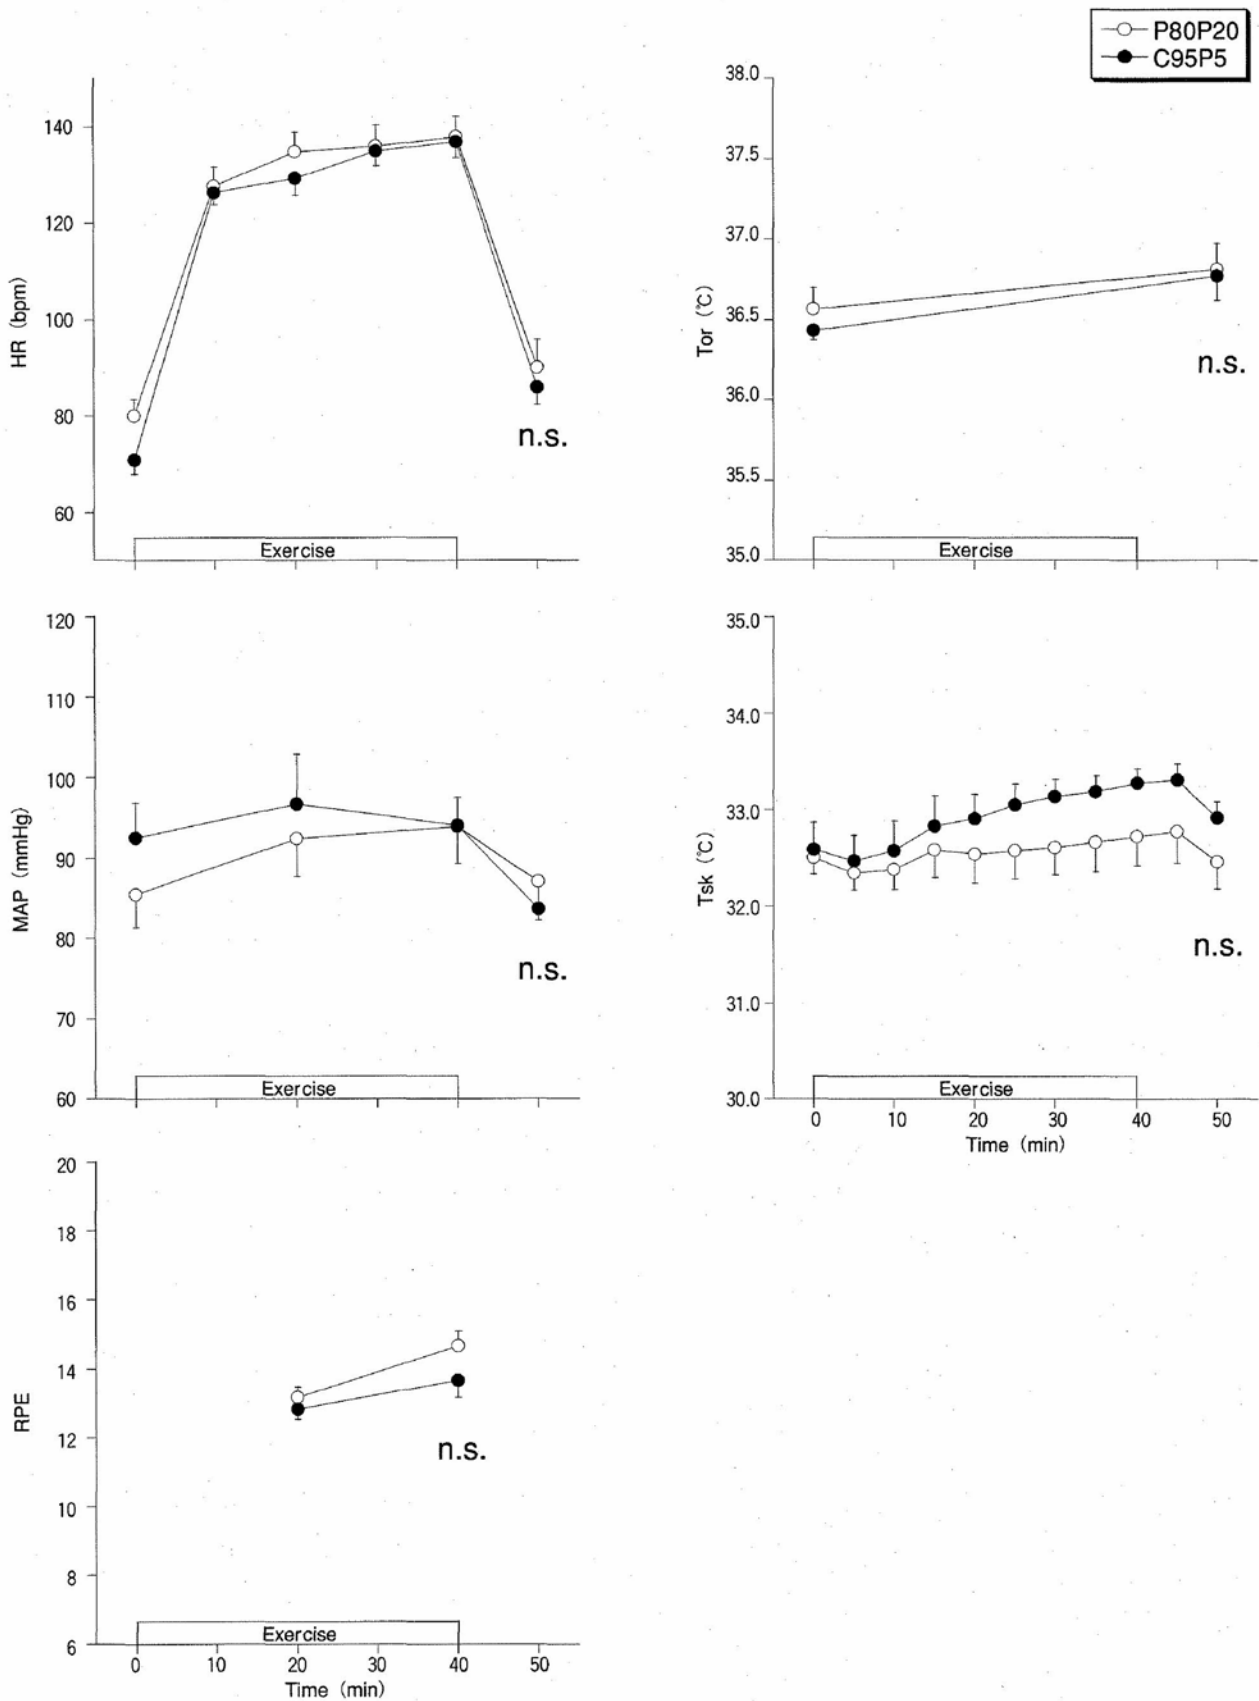 P80P20
C95P5
HR (bpm)
140
120
100
80
60
n.s.
Exercise
Tor (℃)
38.0
37.5
37.0
36.5
36.0
35.5
35.0
n.s.
Exercise
MAP (mmHg)
120
110
100
90
80
70
60
n.s.
Exercise
Tsk (℃)
35.0
34.0
33.0
32.0
31.0
30.0
n.s.
Exercise
0 10 20 30 40 50
Time (min)
RPE
20
18
16
14
12
10
8
6
n.s.
Exercise
0 10 20 30 40 50
Time (min)